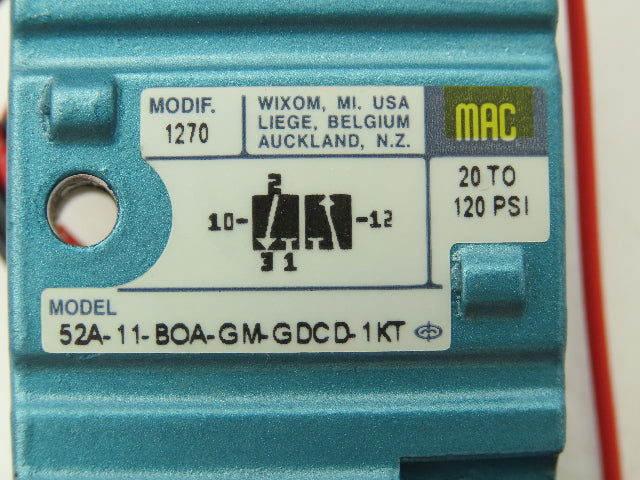 MODIF.
1270
WIXOM, MI. USA
LIEGE, BELGIUM
AUCKLAND, N.Z.
MAC
20 TO
120 PSI
2
10-
-12
3 1
MODEL
52A-11-BOA-GM-GDCD-1KT